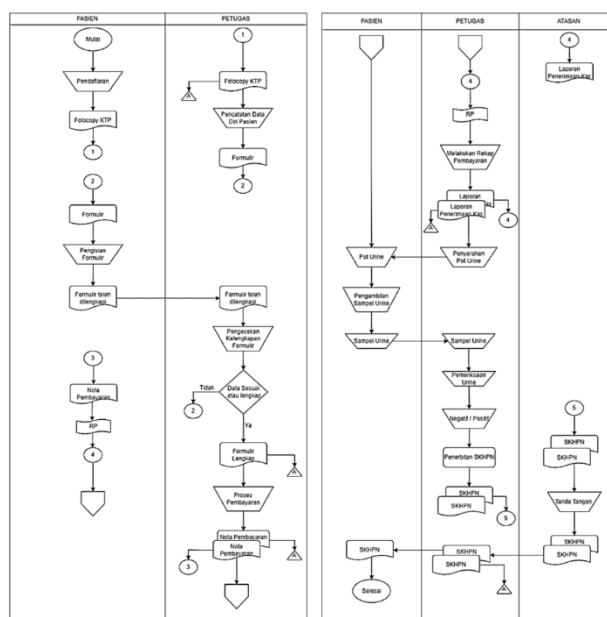 PASIEN
PETUGAS
Mulai
Pendaftaran
Fotocopy KTP
1
2
Formulir
Pengisian
Formulir
Formulir telah
dilengkapi
3
Nota
Pembayaran
RP
4
1
Fotocopy KTP
A
Pencatatan Data
Diri Pasien
Formulir
2
Formulir telah
dilengkapi
Pengecekan
Kelengkapan
Formulir
Data Sesuai
atau lengkap
Tidak
2
Ya
Formulir
Lengkap
A
Proses
Pembayaran
Nota Pembayaran
Nota
Pembayaran
A
3
PASIEN
PETUGAS
ATASAN
Pot Urine
Pengambilan
Sampel Urine
Sampel Urine
SKHPN
Selesai
4
RP
Melakukan Rekap
Pembayaran
Laporan
Penerimaan Kas
Laporan
Penerimaan Kas
4
A
Penyerahan
Pot Urine
Sampel Urine
Pemeriksaan
Urine
Negatif / Positif
Penerbitan SKHPN
SKHPN
SKHPN
5
SKHPN
SKHPN
A
4
Laporan
Penerimaan Kas
5
SKHPN
SKHPN
Tanda Tangan
SKHPN
SKHPN